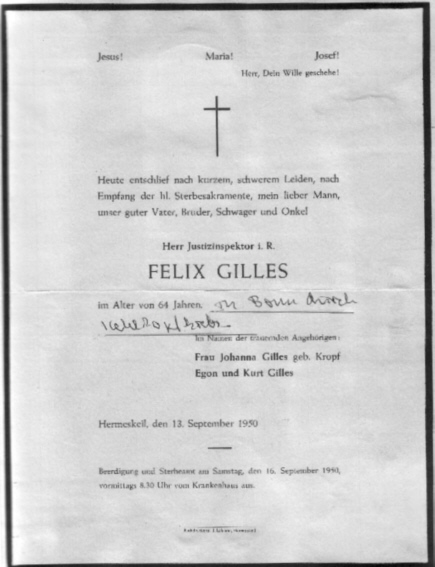 Jesus! Maria! Josef!
Herr, Dein Wille geschehe!
Heute entschlief nach kurzem, schwerem Leiden, nach
Empfang der hl. Sterbesakramente, mein lieber Mann,
unser guter Vater, Bruder, Schwager und Onkel
Herr Justizinspektor i. R.
FELIX GILLES
im Alter von 64 Jahren. in Bonn durch
Im Namen der trauernden Angehörigen:
Frau Johanna Gilles geb. Kropf
Egon und Kurt Gilles
Hermeskeil, den 13. September 1950
Beerdigung und Sterbeamt am Samstag, den 16. September 1950,
vormittags 8.30 Uhr vom Krankenhaus aus.